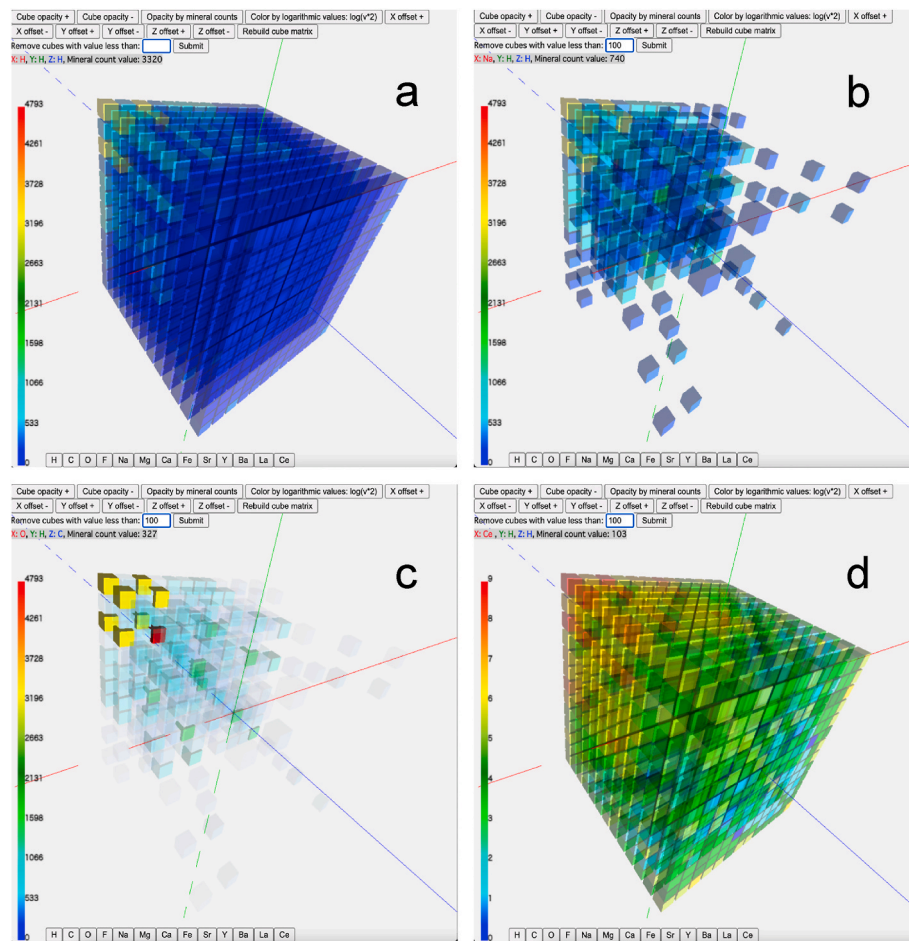 Cube opacity + Cube opacity - Opacity by mineral counts Color by logarithmic values: log(v*2) X offset +
X offset - Y offset + Y offset - Z offset + Z offset - Rebuild cube matrix
Remove cubes with value less than: Submit
X: H, Y: H, Z: H, Mineral count value: 3320
a
4793
4261
3728
3196
2663
2131
1598
1066
533
0
H C O F Na Mg Ca Fe Sr Y Ba La Ce
Cube opacity + Cube opacity - Opacity by mineral counts Color by logarithmic values: log(v*2) X offset +
X offset - Y offset + Y offset - Z offset + Z offset - Rebuild cube matrix
Remove cubes with value less than: 100 Submit
X: Na, Y: H, Z: H, Mineral count value: 740
b
4793
4261
3728
3196
2663
2131
1598
1066
533
0
H C O F Na Mg Ca Fe Sr Y Ba La Ce
Cube opacity + Cube opacity - Opacity by mineral counts Color by logarithmic values: log(v*2) X offset +
X offset - Y offset + Y offset - Z offset + Z offset - Rebuild cube matrix
Remove cubes with value less than: 100 Submit
X: O, Y: H, Z: C, Mineral count value: 327
c
4793
4261
3728
3196
2663
2131
1598
1066
533
0
H C O F Na Mg Ca Fe Sr Y Ba La Ce
Cube opacity + Cube opacity - Opacity by mineral counts Color by logarithmic values: log(v*2) X offset +
X offset - Y offset + Y offset - Z offset + Z offset - Rebuild cube matrix
Remove cubes with value less than: 100 Submit
X: Ce, Y: H, Z: H, Mineral count value: 103
d
9
8
7
6
5
4
3
2
1
0
H C O F Na Mg Ca Fe Sr Y Ba La Ce